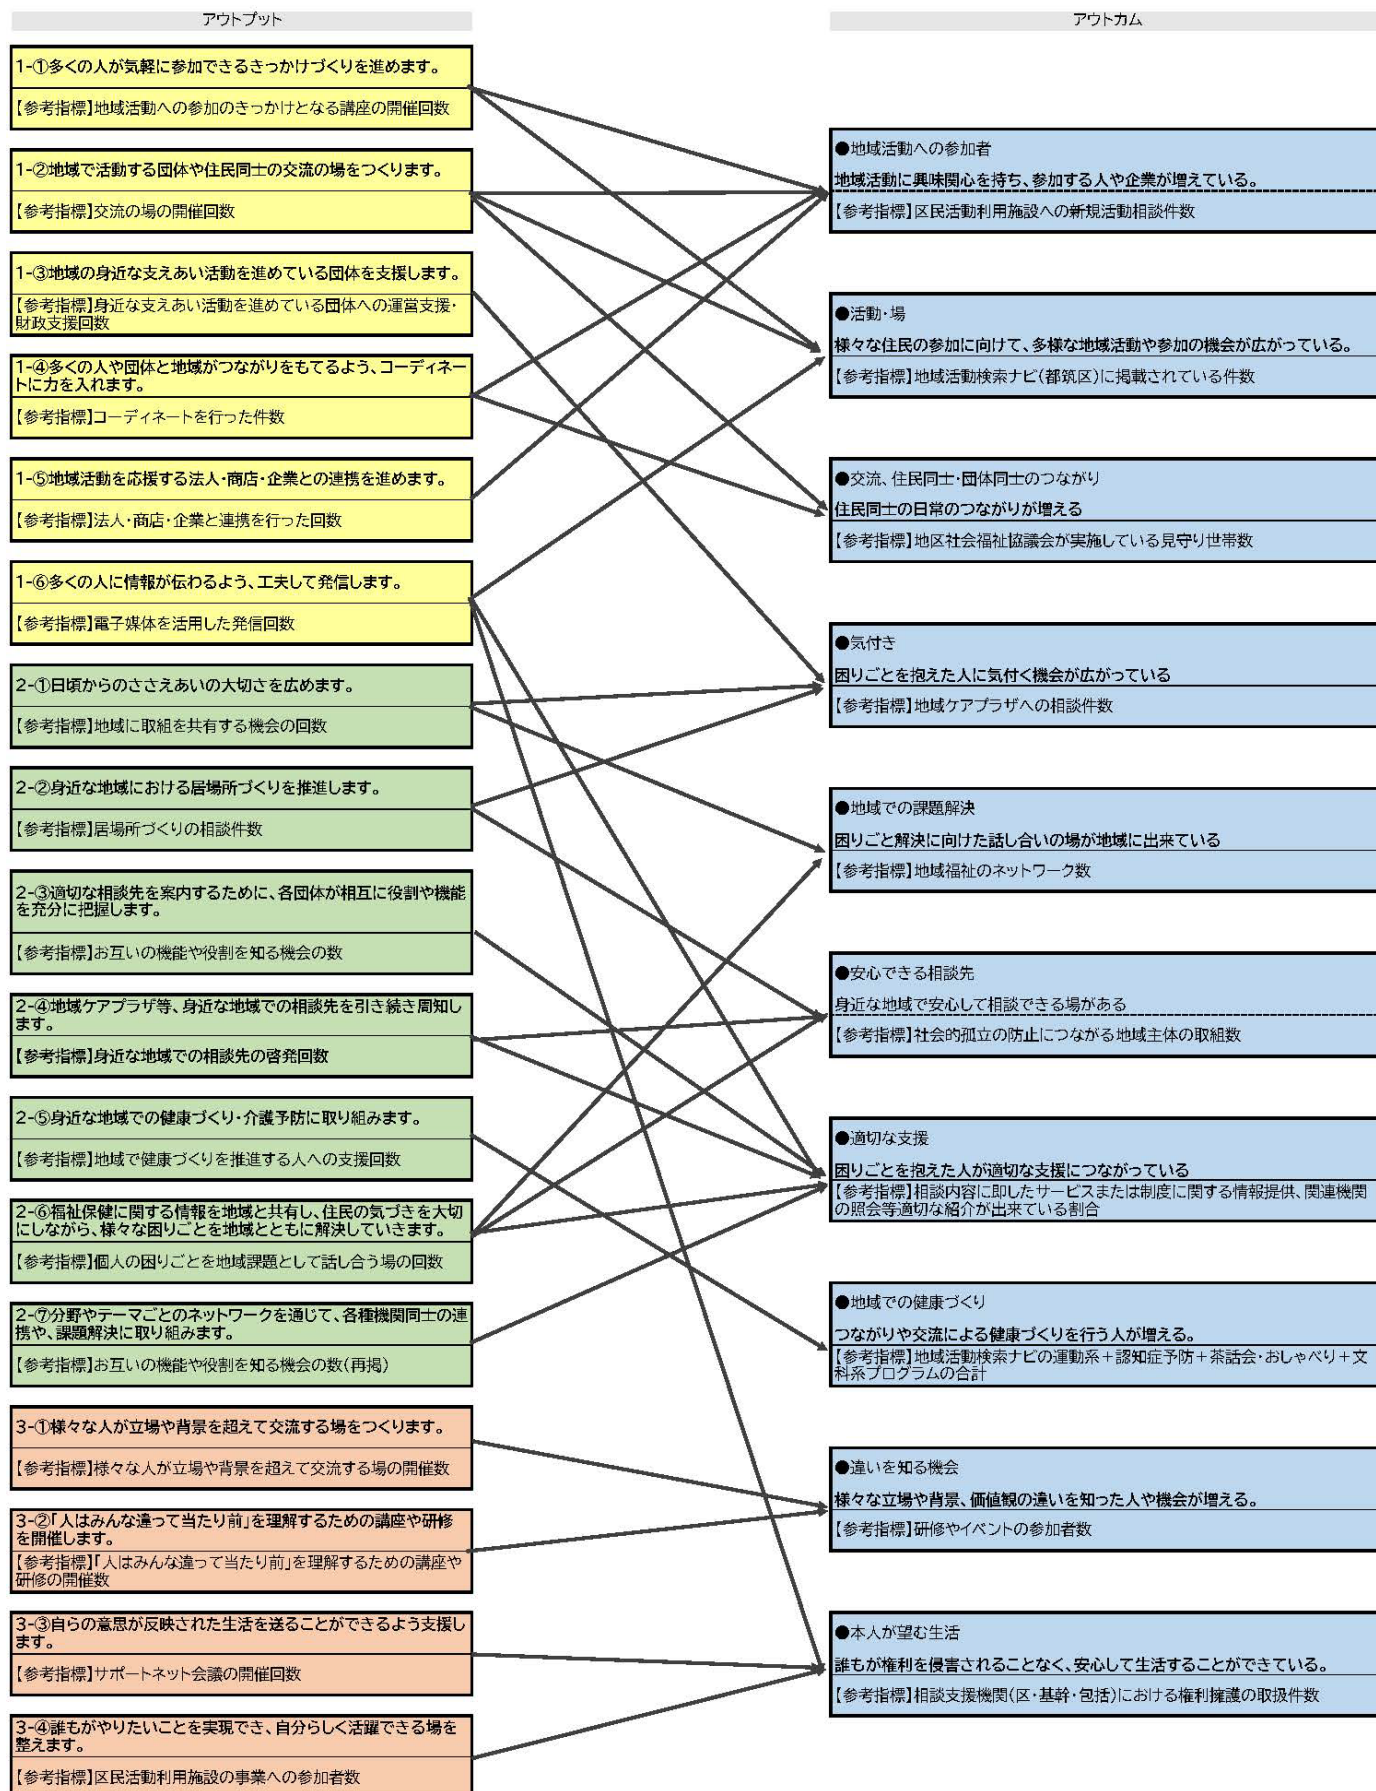 アウトプット
1-①多くの人が気軽に参加できるきっかけづくりを進めます。
【参考指標】地域活動への参加のきっかけとなる講座の開催回数
1-②地域で活動する団体や住民同士の交流の場をつくります。
【参考指標】交流の場の開催回数
1-③地域の身近な支えあい活動を進めている団体を支援します。
【参考指標】身近な支えあい活動を進めている団体への運営支援・
財政支援回数
1-④多くの人や団体と地域がつながりをもてるよう、コーディネー
トに力を入れます。
【参考指標】コーディネートを行った件数
1-⑤地域活動を応援する法人・商店・企業との連携を進めます。
【参考指標】法人・商店・企業と連携を行った回数
1-⑥多くの人に情報が伝わるよう、工夫して発信します。
【参考指標】電子媒体を活用した発信回数
2-①日頃からのささえあいの大切さを広めます。
【参考指標】地域に取組を共有する機会の回数
2-②身近な地域における居場所づくりを推進します。
【参考指標】居場所づくりの相談件数
2-③適切な相談先を案内するために、各団体が相互に役割や機能
を充分に把握します。
【参考指標】お互いの機能や役割を知る機会の数
2-④地域ケアプラザ等、身近な地域での相談先を引き続き周知し
ます。
【参考指標】身近な地域での相談先の啓発回数
2-⑤身近な地域での健康づくり・介護予防に取り組みます。
【参考指標】地域で健康づくりを推進する人への支援回数
2-⑥福祉保健に関する情報を地域と共有し、住民の気づきを大切
にしながら、様々な困りごとを地域とともに解決していきます。
【参考指標】個人の困りごとを地域課題として話し合う場の回数
2-⑦分野やテーマごとのネットワークを通じて、各種機関同士の連
携や、課題解決に取り組みます。
【参考指標】お互いの機能や役割を知る機会の数(再掲)
3-①様々な人が立場や背景を超えて交流する場をつくります。
【参考指標】様々な人が立場や背景を超えて交流する場の開催数
3-②「人はみんな違って当たり前」を理解するための講座や研修
を開催します。
【参考指標】「人はみんな違って当たり前」を理解するための講座や
研修の開催数
3-③自らの意思が反映された生活を送ることができるよう支援し
ます。
【参考指標】サポートネット会議の開催回数
3-④誰もがやりたいことを実現でき、自分らしく活躍できる場を
整えます。
【参考指標】区民活動利用施設の事業への参加者数
アウトカム
●地域活動への参加者
地域活動に興味関心を持ち、参加する人や企業が増えている。
【参考指標】区民活動利用施設への新規活動相談件数
●活動・場
様々な住民の参加に向けて、多様な地域活動や参加の機会が広がっている。
【参考指標】地域活動検索ナビ(都筑区)に掲載されている件数
●交流、住民同士・団体同士のつながり
住民同士の日常のつながりが増える
【参考指標】地区社会福祉協議会が実施している見守り世帯数
●気付き
困りごとを抱えた人に気付く機会が広がっている
【参考指標】地域ケアプラザへの相談件数
●地域での課題解決
困りごと解決に向けた話し合いの場が地域に出来ている
【参考指標】地域福祉のネットワーク数
●安心できる相談先
身近な地域で安心して相談できる場がある
【参考指標】社会的孤立の防止につながる地域主体の取組数
●適切な支援
困りごとを抱えた人が適切な支援につながっている
【参考指標】相談内容に即したサービスまたは制度に関する情報提供、関連機関
の照会等適切な紹介が出来ている割合
●地域での健康づくり
つながりや交流による健康づくりを行う人が増える。
【参考指標】地域活動検索ナビの運動系+認知症予防+茶話会・おしゃべり+文
科系プログラムの合計
●違いを知る機会
様々な立場や背景、価値観の違いを知った人や機会が増える。
【参考指標】研修やイベントの参加者数
●本人が望む生活
誰もが権利を侵害されることなく、安心して生活することができている。
【参考指標】相談支援機関(区・基幹・包括)における権利擁護の取扱件数